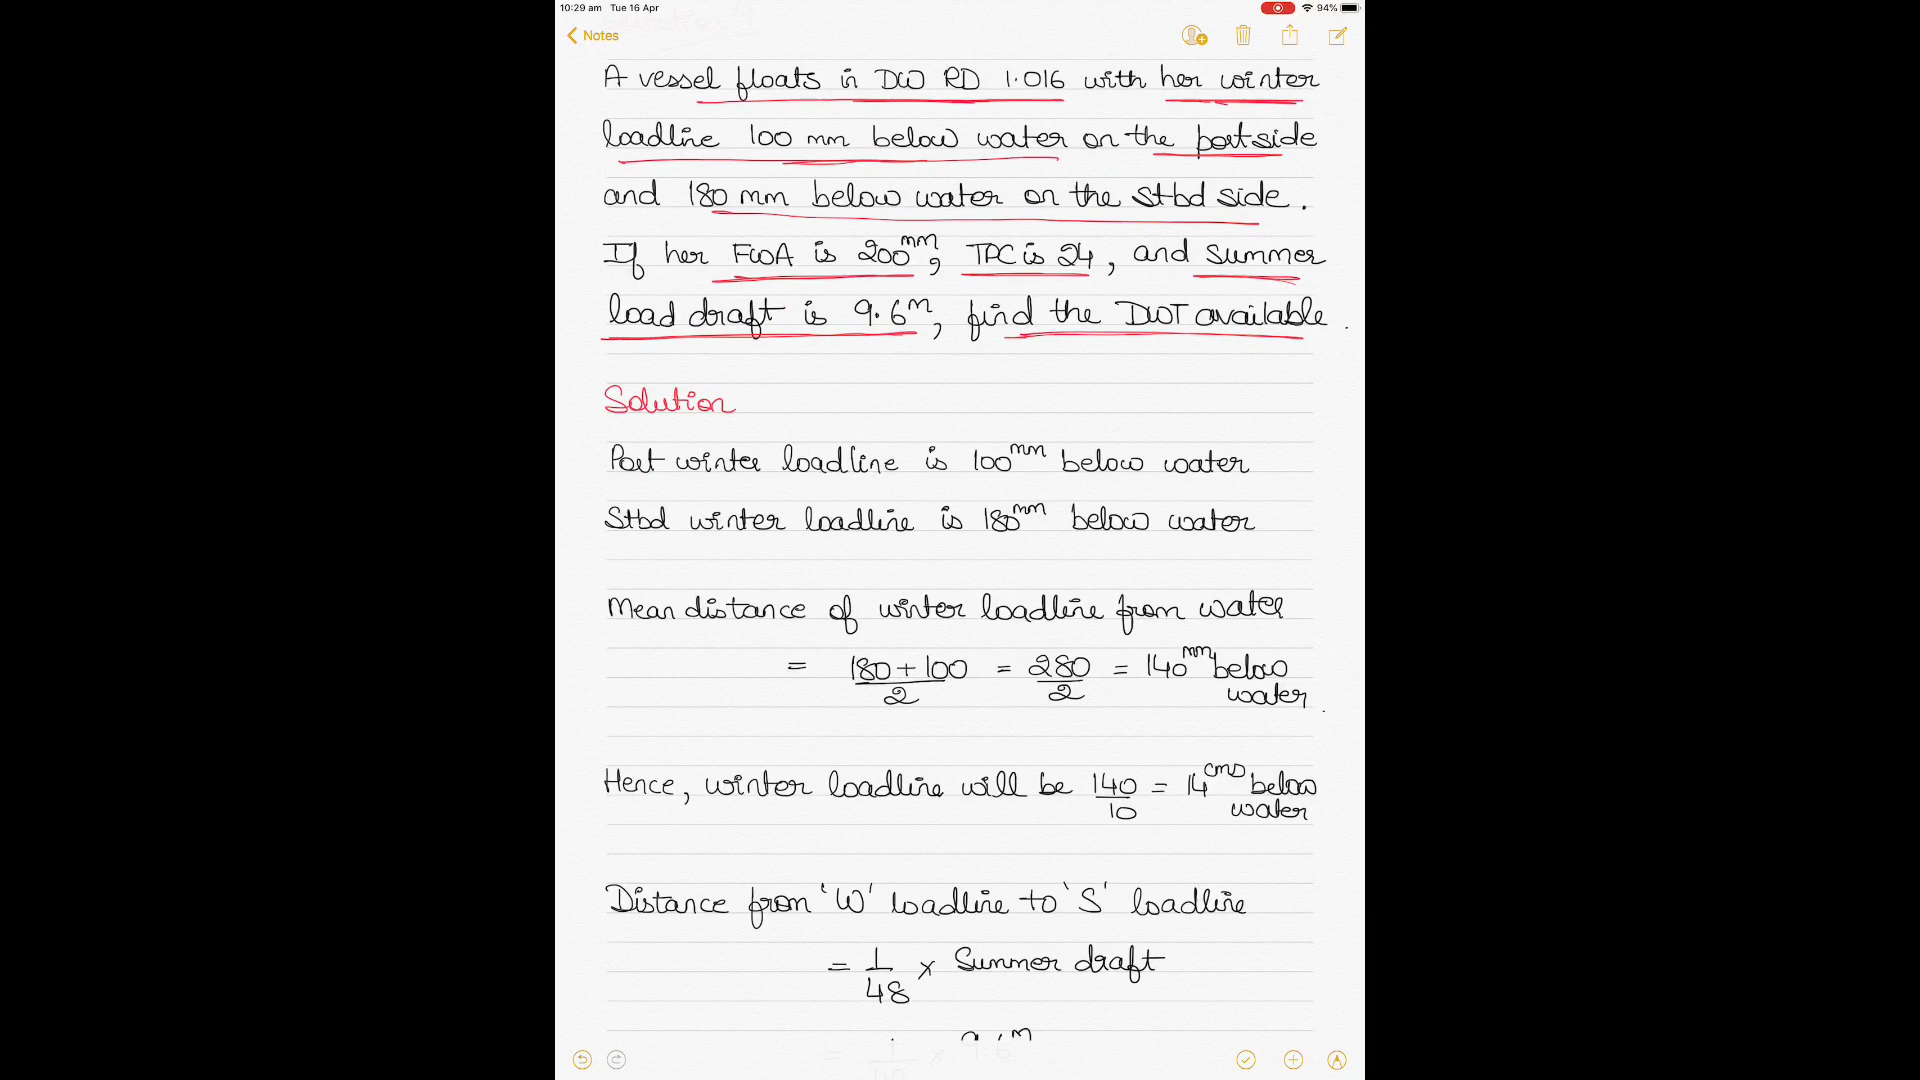 10:29 am Tue 16 Apr 94%
Notes
A vessel floats in DW RD 1.016 with her winter
loadline 100 mm below water on the portside
and 180 mm below water on the stbd side.
If her FWA is 200mm, TPC is 24, and summer
load draft is 9.6m, find the DWT available.
Solution
Port winter loadline is 100mm below water
Stbd winter loadline is 180mm below water
Mean distance of winter loadline from water
= 180 + 100 / 2 = 280 / 2 = 140mm below
water.
Hence, winter loadline will be 140 / 10 = 14cms below
water
Distance from 'W' loadline to 'S' loadline
= 1 / 48 x Summer draft